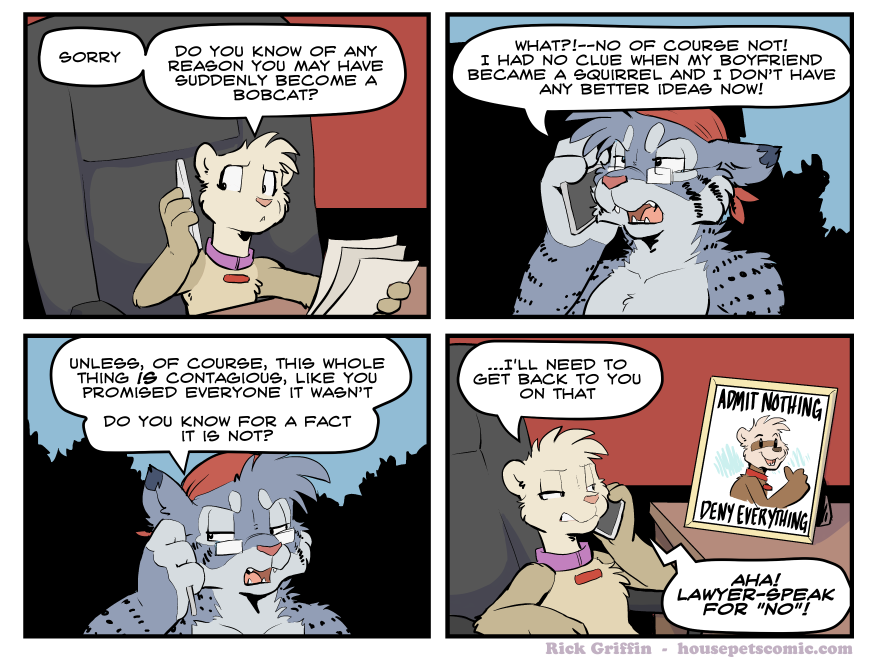 SORRY
DO YOU KNOW OF ANY
REASON YOU MAY HAVE
SUDDENLY BECOME A
BOBCAT?
WHAT?!--NO OF COURSE NOT!
I HAD NO CLUE WHEN MY BOYFRIEND
BECAME A SQUIRREL AND I DON'T HAVE
ANY BETTER IDEAS NOW!
UNLESS, OF COURSE, THIS WHOLE
THING IS CONTAGIOUS, LIKE YOU
PROMISED EVERYONE IT WASN'T
DO YOU KNOW FOR A FACT
IT IS NOT?
...I'LL NEED TO
GET BACK TO YOU
ON THAT
ADMIT NOTHING
DENY EVERYTHING
AHA!
LAWYER-SPEAK
FOR "NO"!
Rick Griffin - housepetscomic.com